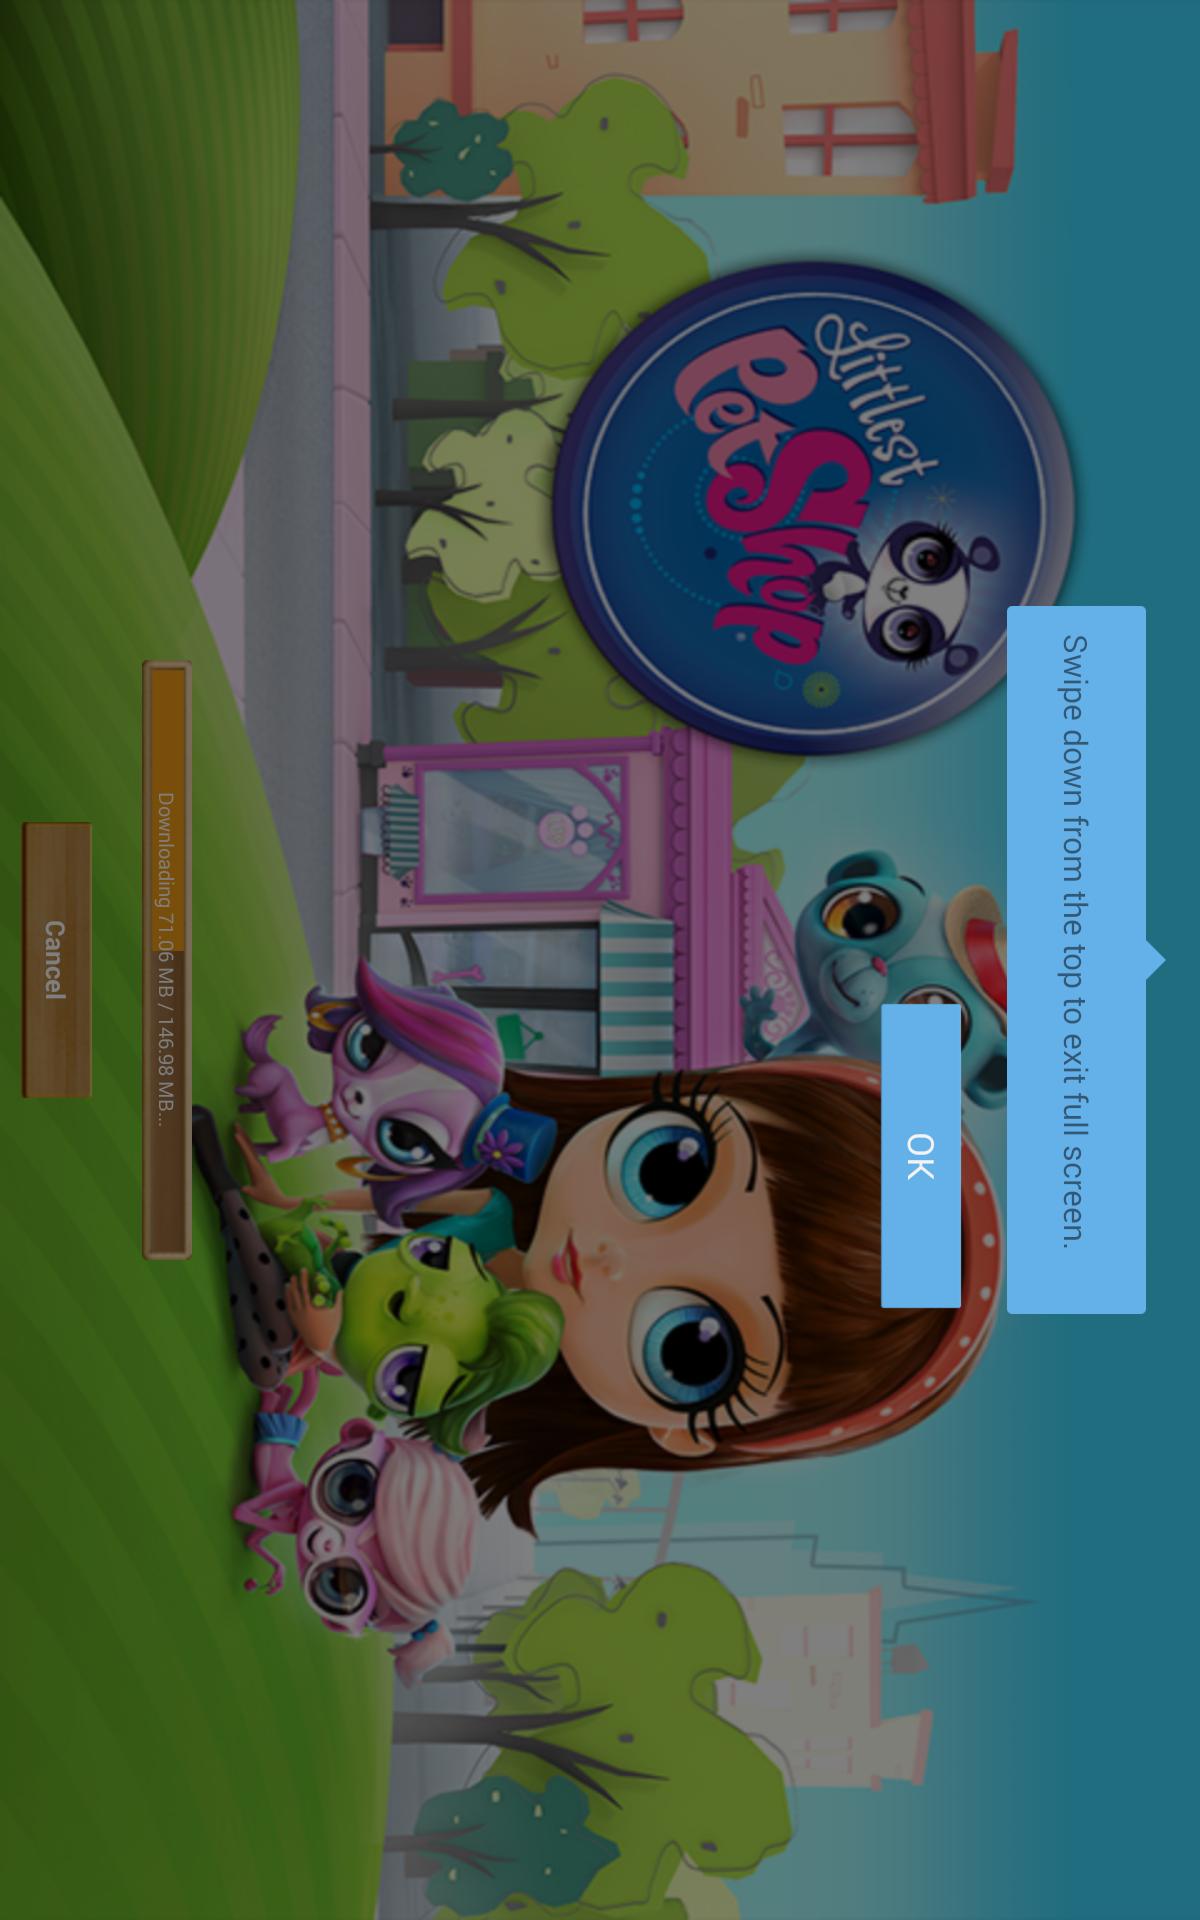 Swipe down from the top to exit full screen.
OK
Littlest
Pet Shop
Downloading 71.06 MB / 146.98 MB...
Cancel